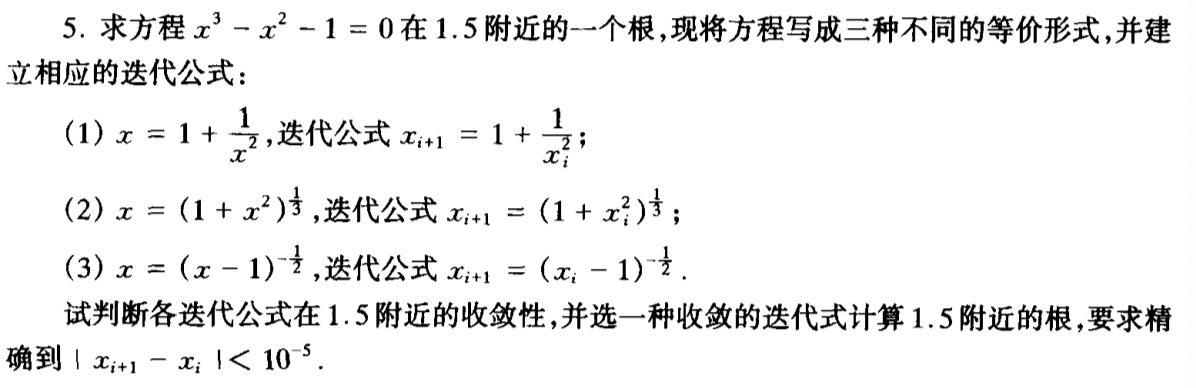 5. 求方程 $x^3 - x^2 - 1 = 0$ 在 1.5 附近的一个根,现将方程写成三种不同的等价形式,并建
立相应的迭代公式:
(1) $x = 1 + \frac{1}{x^2}$,迭代公式 $x_{i+1} = 1 + \frac{1}{x_i^2}$;
(2) $x = (1 + x^2)^{\frac{1}{3}}$,迭代公式 $x_{i+1} = (1 + x_i^2)^{\frac{1}{3}}$;
(3) $x = (x - 1)^{-\frac{1}{2}}$,迭代公式 $x_{i+1} = (x_i - 1)^{-\frac{1}{2}}$.
试判断各迭代公式在 1.5 附近的收敛性,并选一种收敛的迭代式计算 1.5 附近的根,要求精
确到 $| x_{i+1} - x_i | < 10^{-5}$.